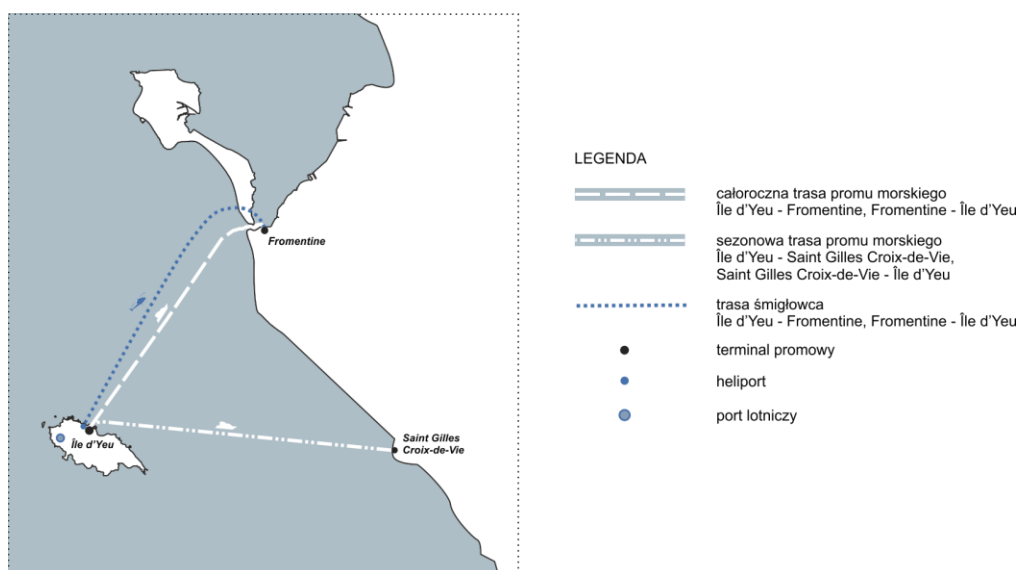 Fromentine
Île d'Yeu
Saint Gilles
Croix-de-Vie
LEGENDA
całoroczna trasa promu morskiego
Île d'Yeu - Fromentine, Fromentine - Île d'Yeu
sezonowa trasa promu morskiego
Île d'Yeu - Saint Gilles Croix-de-Vie,
Saint Gilles Croix-de-Vie - Île d'Yeu
trasa śmigłowca
Île d'Yeu - Fromentine, Fromentine - Île d'Yeu
terminal promowy
heliport
port lotniczy